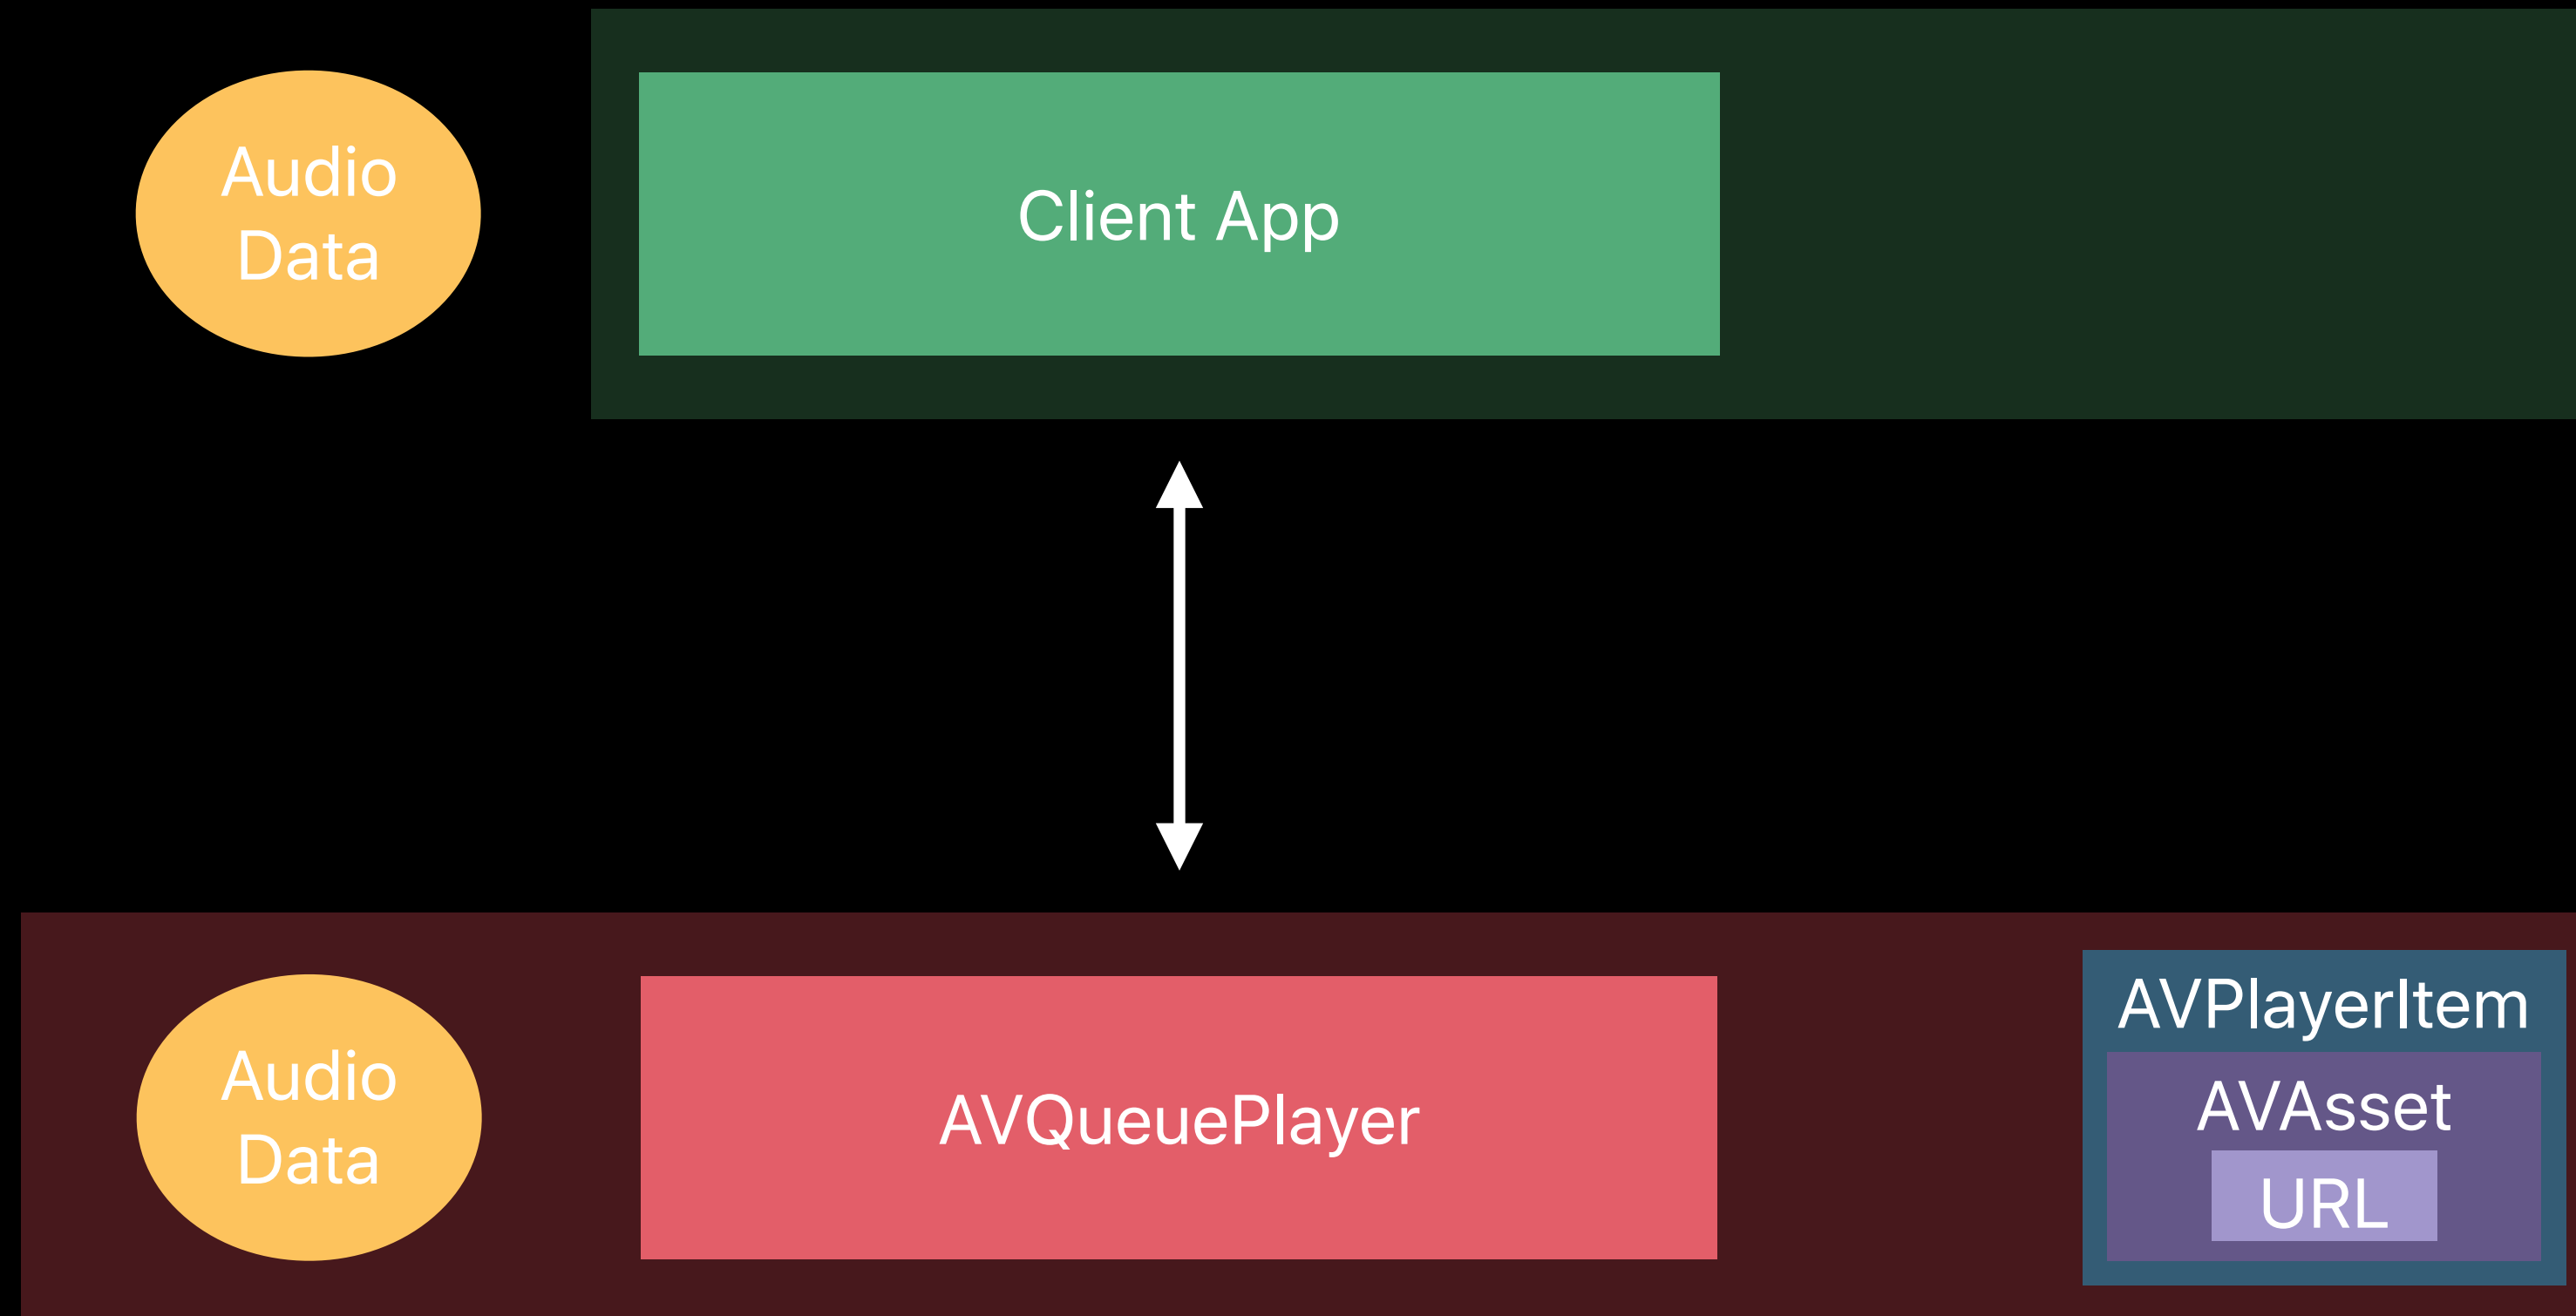 Audio
Data
Client App
Audio
Data
AVQueuePlayer
AVPlayerItem
AVAsset
URL